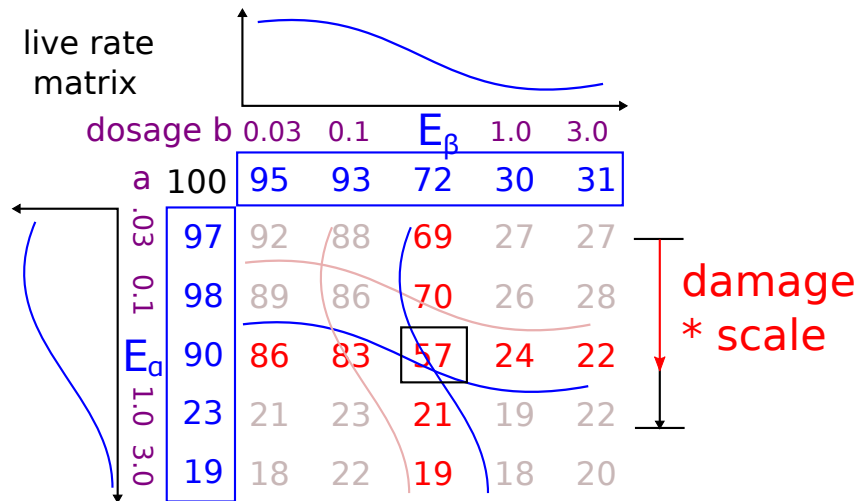 live rate
matrix
dosage b 0.03 0.1 Eβ 1.0 3.0
a 100 95 93 72 30 31
.03 97 92 88 69 27 27
0.1 98 89 86 70 26 28
Eα 90 86 83 57 24 22
1.0 23 21 23 21 19 22
3.0 19 18 22 19 18 20
damage
* scale